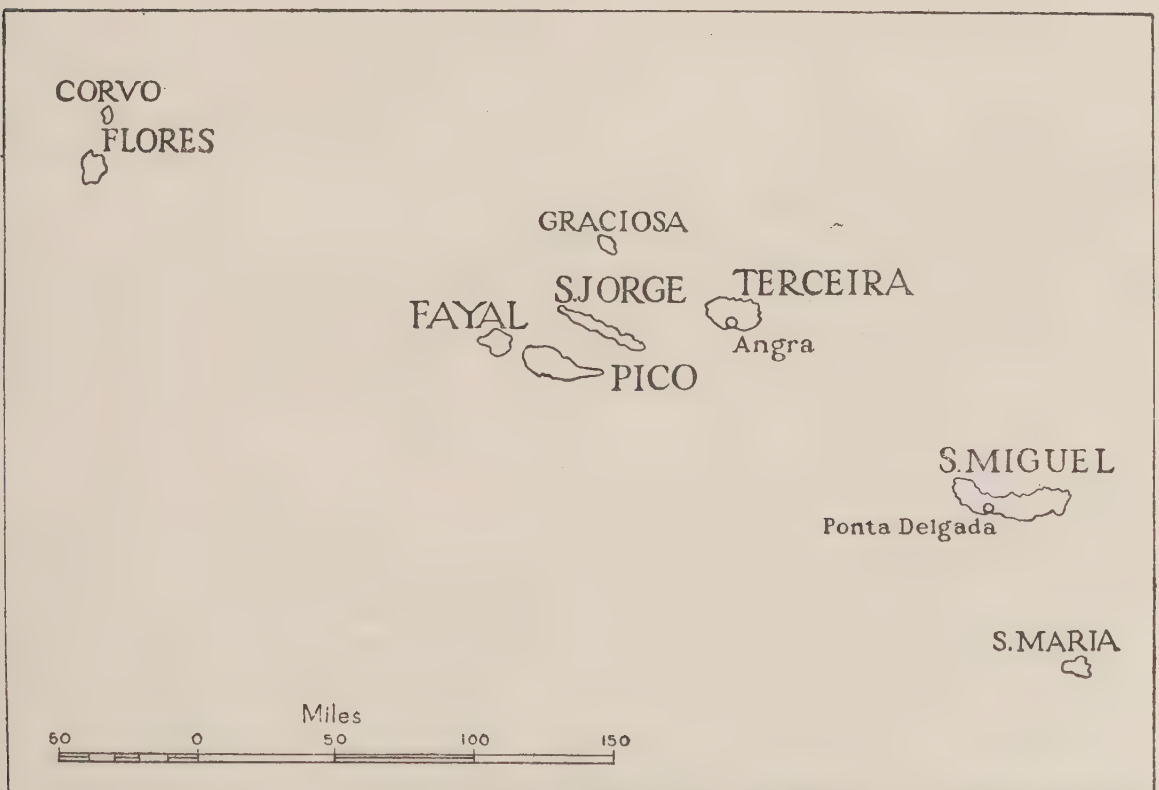 CORVO
FLORES
GRACIOSA
S.JORGE
TERCEIRA
FAYAL
Angra
PICO
S.MIGUEL
Ponta Delgada
S.MARIA
Miles
50 0 50 100 150